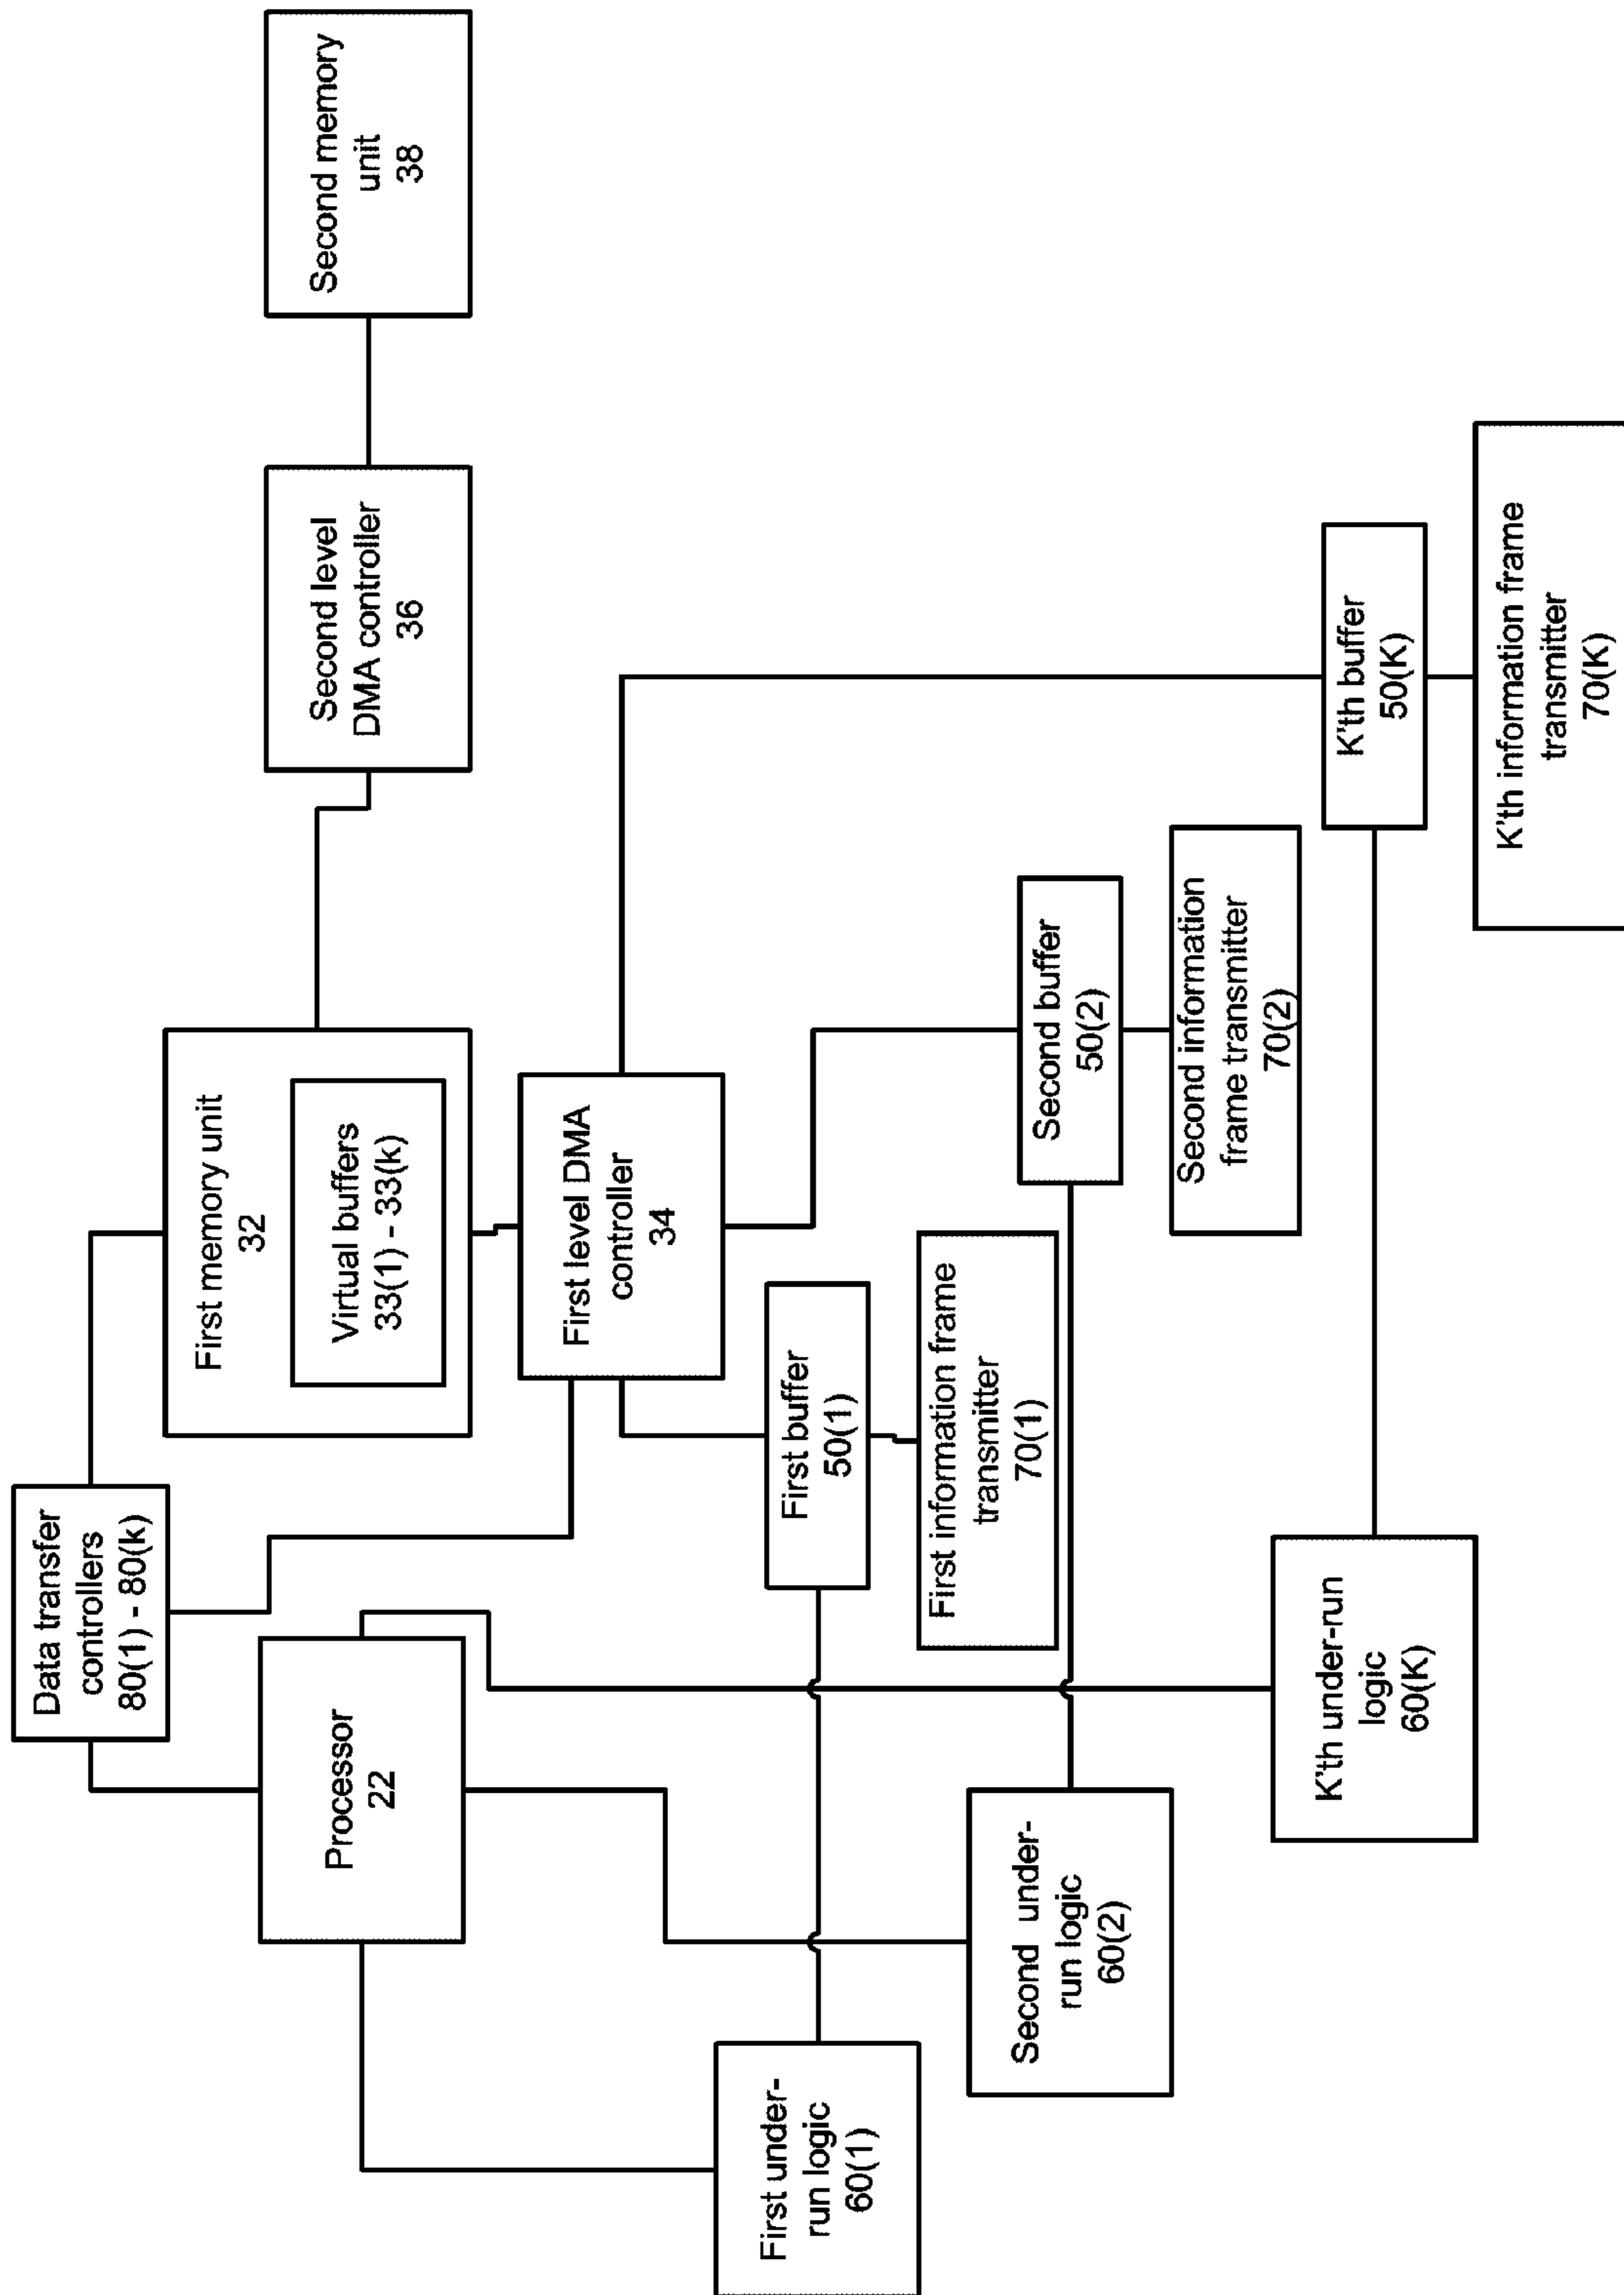 Data transfer
controllers
80(1) - 80(k)
Processor
22
First memory unit
32
Virtual buffers
33(1) - 33(k)
Second level
DMA controller
36
Second memory
unit
38
First level DMA
controller
34
First under-
run logic
60(1)
First buffer
50(1)
First information frame
transmitter
70(1)
Second under-
run logic
60(2)
Second buffer
50(2)
Second information
frame transmitter
70(2)
K'th under-run
logic
60(K)
K'th buffer
50(K)
K'th information frame
transmitter
70(K)